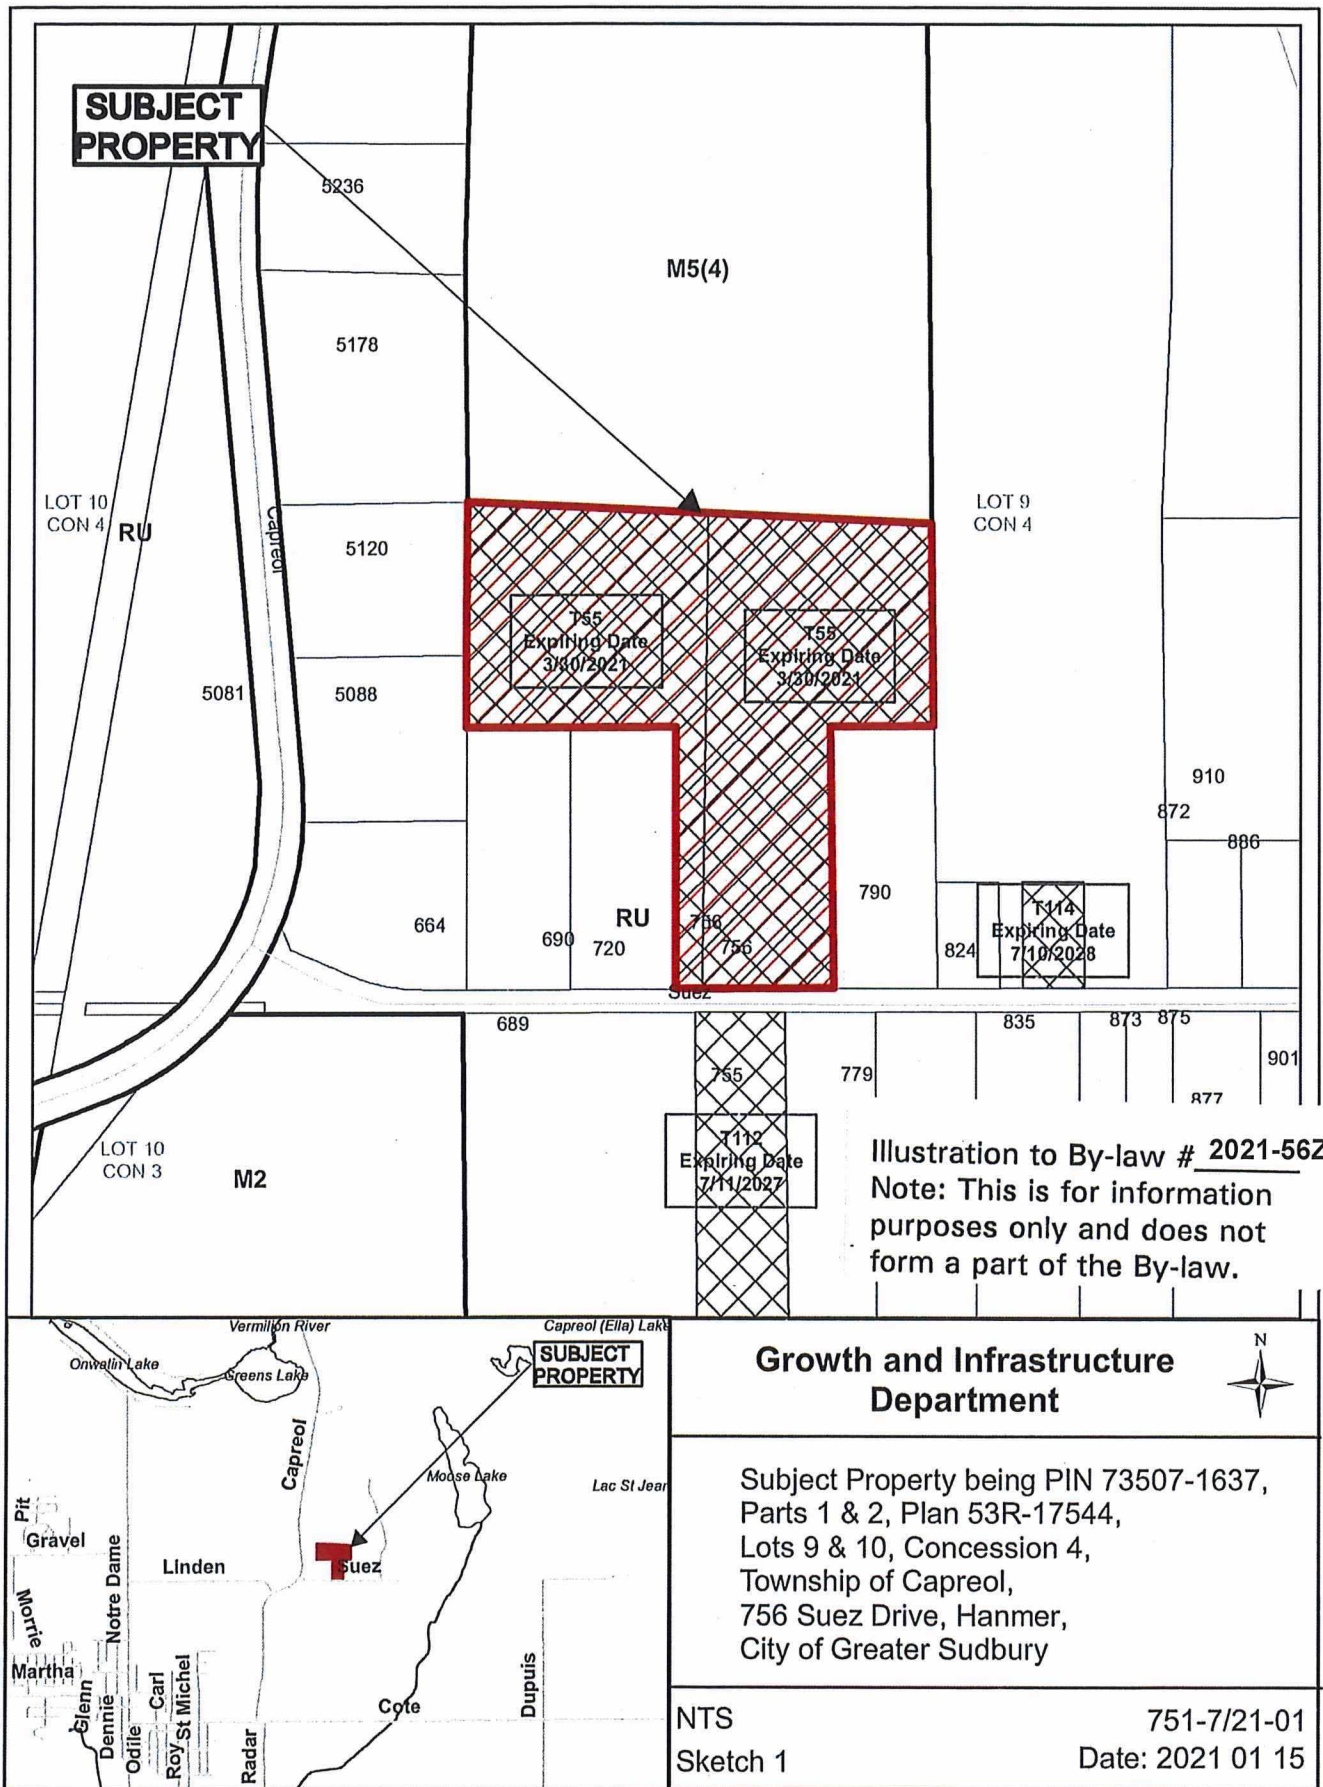 SUBJECT
PROPERTY
5236
M5(4)
5178
LOT 10
CON 4
RU
Capreol
5120
LOT 9
CON 4
T55
Expiring Date
3/30/2021
T55
Expiring Date
3/30/2021
5081
5088
910
872
886
790
664
690
720
RU
756
756
824
T114
Expiring Date
7/10/2028
Suez
689
835
873
875
901
755
779
877
LOT 10
CON 3
M2
T112
Expiring Date
7/11/2027
Illustration to By-law # 2021-56Z
Note: This is for information
purposes only and does not
form a part of the By-law.
Vermilion River
Capreol (Ella) Lake
Onwatin Lake
Greens Lake
SUBJECT
PROPERTY
Capreol
Moose Lake
Lac St Jean
Pit
Gravel
Linden
Suez
Notre Dame
Morrie
Martha
Glenn
Dennie
Odile
Carl
Roy
St Michel
Radar
Cote
Dupuis
Growth and Infrastructure
Department
N
Subject Property being PIN 73507-1637,
Parts 1 & 2, Plan 53R-17544,
Lots 9 & 10, Concession 4,
Township of Capreol,
756 Suez Drive, Hanmer,
City of Greater Sudbury
NTS
751-7/21-01
Sketch 1
Date: 2021 01 15